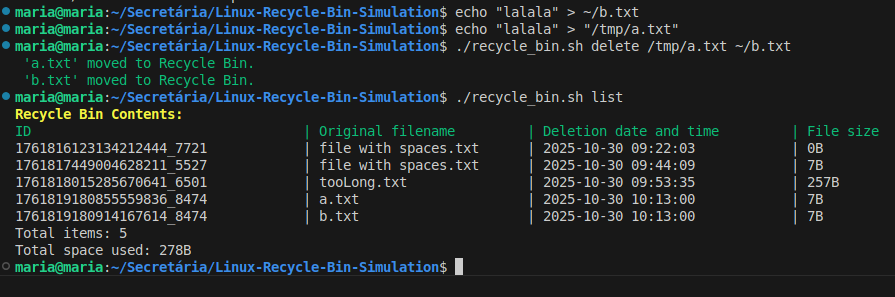 maria@maria:~/Secretária/Linux-Recycle-Bin-Simulation$ echo "lalala" > ~/b.txt
maria@maria:~/Secretária/Linux-Recycle-Bin-Simulation$ echo "lalala" > "/tmp/a.txt"
maria@maria:~/Secretária/Linux-Recycle-Bin-Simulation$ ./recycle_bin.sh delete /tmp/a.txt ~/b.txt
'a.txt' moved to Recycle Bin.
'b.txt' moved to Recycle Bin.
maria@maria:~/Secretária/Linux-Recycle-Bin-Simulation$ ./recycle_bin.sh list
Recycle Bin Contents:
ID | Original filename | Deletion date and time | File size
1761816123134212444_7721 | file with spaces.txt | 2025-10-30 09:22:03 | 0B
1761817449004628211_5527 | file with spaces.txt | 2025-10-30 09:44:09 | 7B
1761818015285670641_6501 | tooLong.txt | 2025-10-30 09:53:35 | 257B
1761819180855559836_8474 | a.txt | 2025-10-30 10:13:00 | 7B
1761819180914167614_8474 | b.txt | 2025-10-30 10:13:00 | 7B
Total items: 5
Total space used: 278B
maria@maria:~/Secretária/Linux-Recycle-Bin-Simulation$